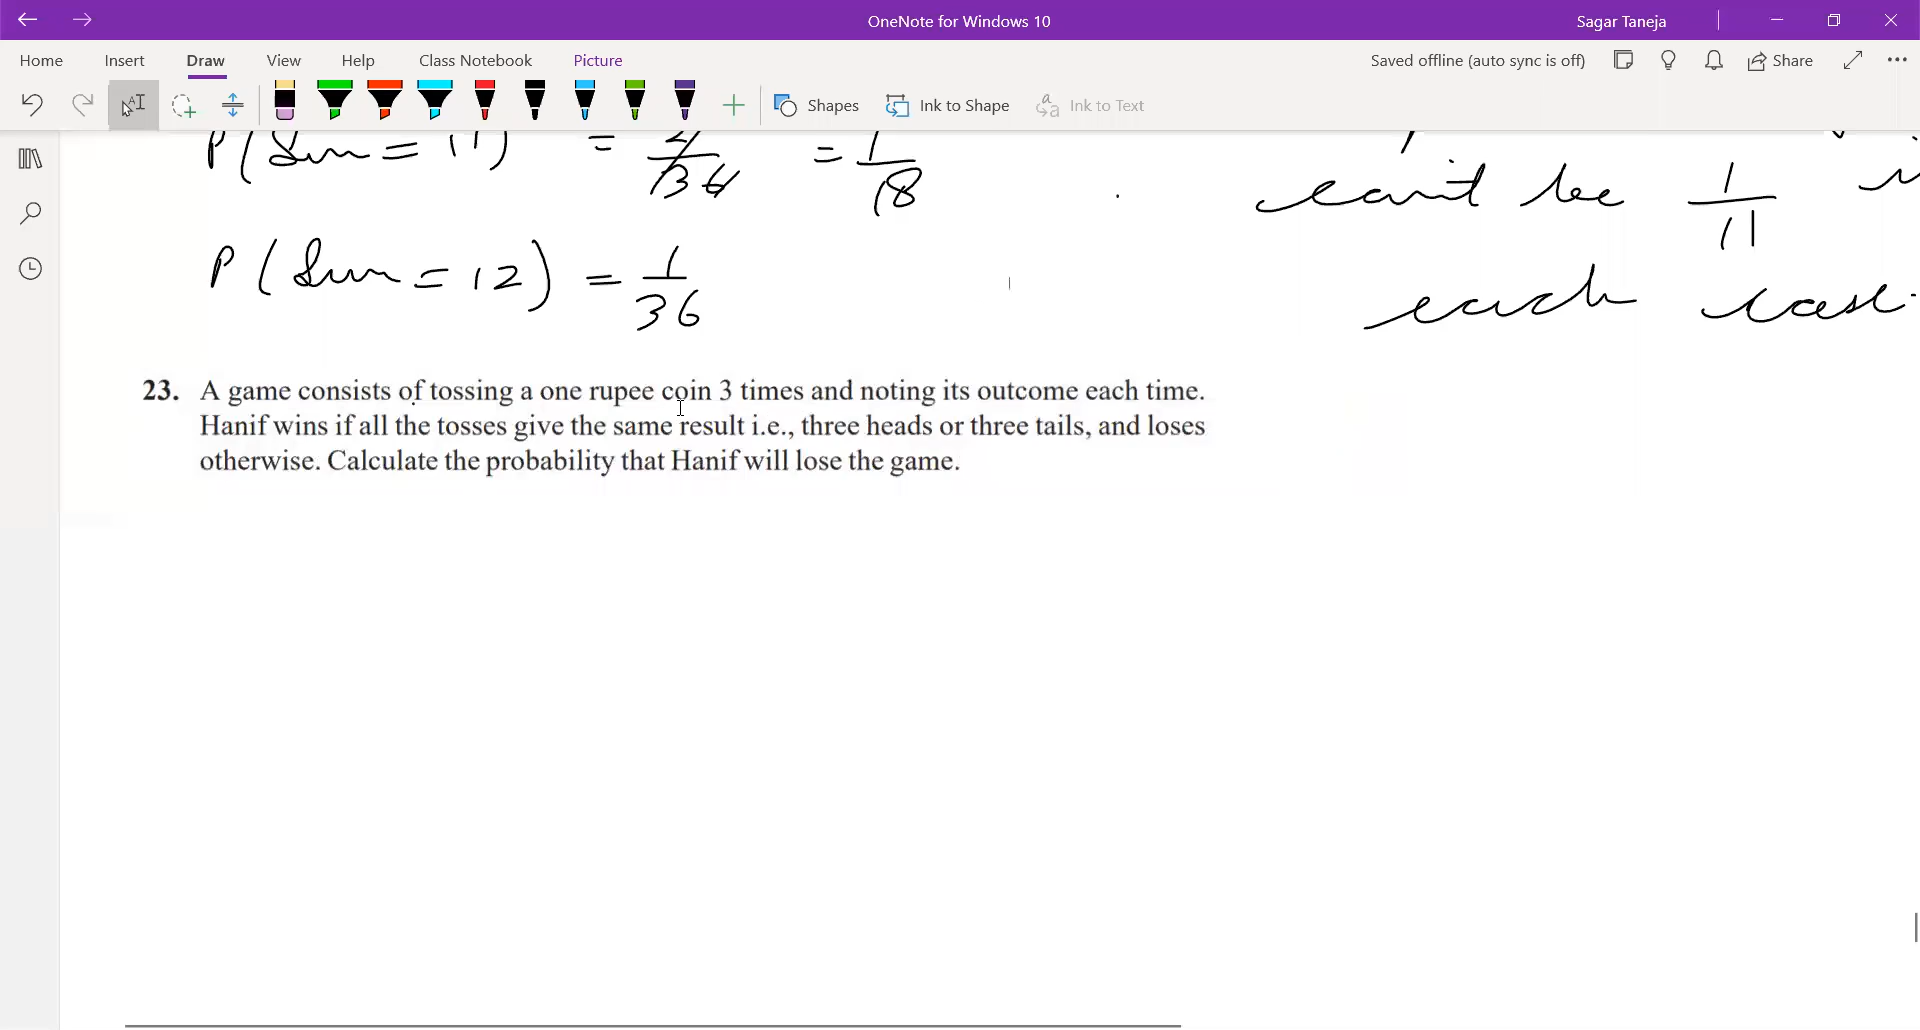 OneNote for Windows 10
Sagar Taneja
Home Insert Draw View Help Class Notebook Picture
Saved offline (auto sync is off) Share
Shapes Ink to Shape Ink to Text
P(Sum = 11) = 2/36 = 1/18
can't be 1/11
P(Sum = 12) = 1/36
each case.
23. A game consists of tossing a one rupee coin 3 times and noting its outcome each time.
Hanif wins if all the tosses give the same result i.e., three heads or three tails, and loses
otherwise. Calculate the probability that Hanif will lose the game.